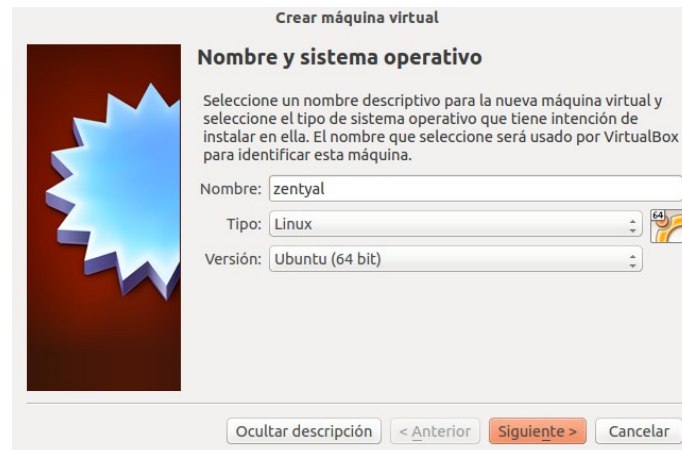 Crear máquina virtual
Nombre y sistema operativo
Seleccione un nombre descriptivo para la nueva máquina virtual y
seleccione el tipo de sistema operativo que tiene intención de
instalar en ella. El nombre que seleccione será usado por VirtualBox
para identificar esta máquina.
Nombre: zentyal
Tipo: Linux
64
Versión: Ubuntu (64 bit)
Ocultar descripción < Anterior Siguiente > Cancelar